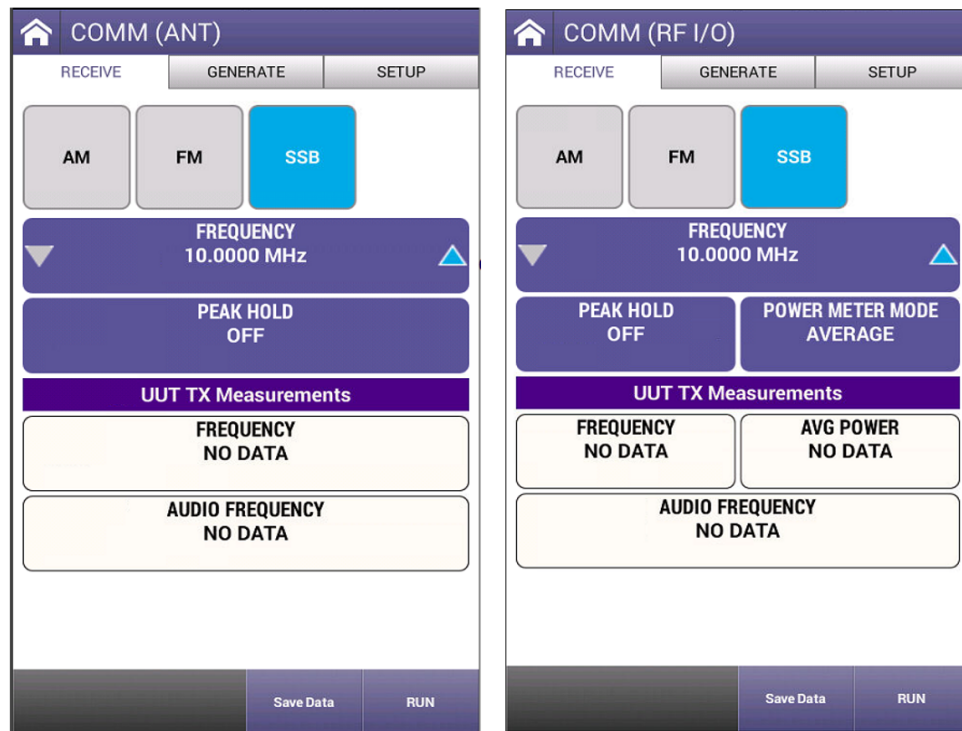 COMM (ANT)
RECEIVE GENERATE SETUP
AM FM SSB
FREQUENCY
10.0000 MHz
PEAK HOLD
OFF
UUT TX Measurements
FREQUENCY
NO DATA
AUDIO FREQUENCY
NO DATA
Save Data RUN
COMM (RF I/O)
RECEIVE GENERATE SETUP
AM FM SSB
FREQUENCY
10.0000 MHz
PEAK HOLD POWER METER MODE
OFF AVERAGE
UUT TX Measurements
FREQUENCY AVG POWER
NO DATA NO DATA
AUDIO FREQUENCY
NO DATA
Save Data RUN